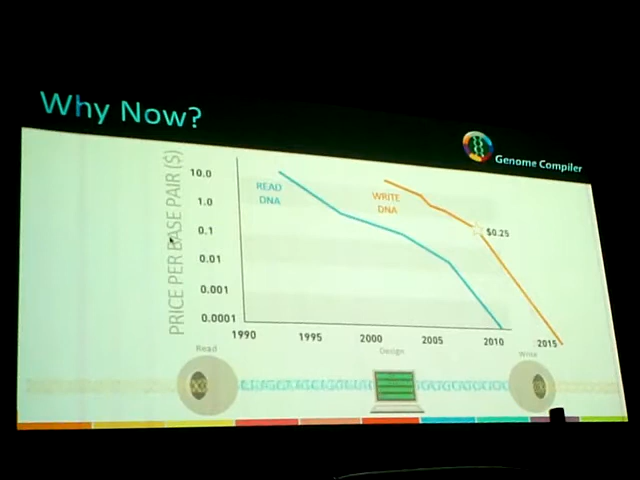 Why Now?
Genome Compiler
PRICE PER BASE PAIR ($)
10.0
1.0
0.1
0.01
0.001
0.0001
READ
DNA
WRITE
DNA
$0.25
1990
1995
2000
2005
2010
2015
Read
Design
Write